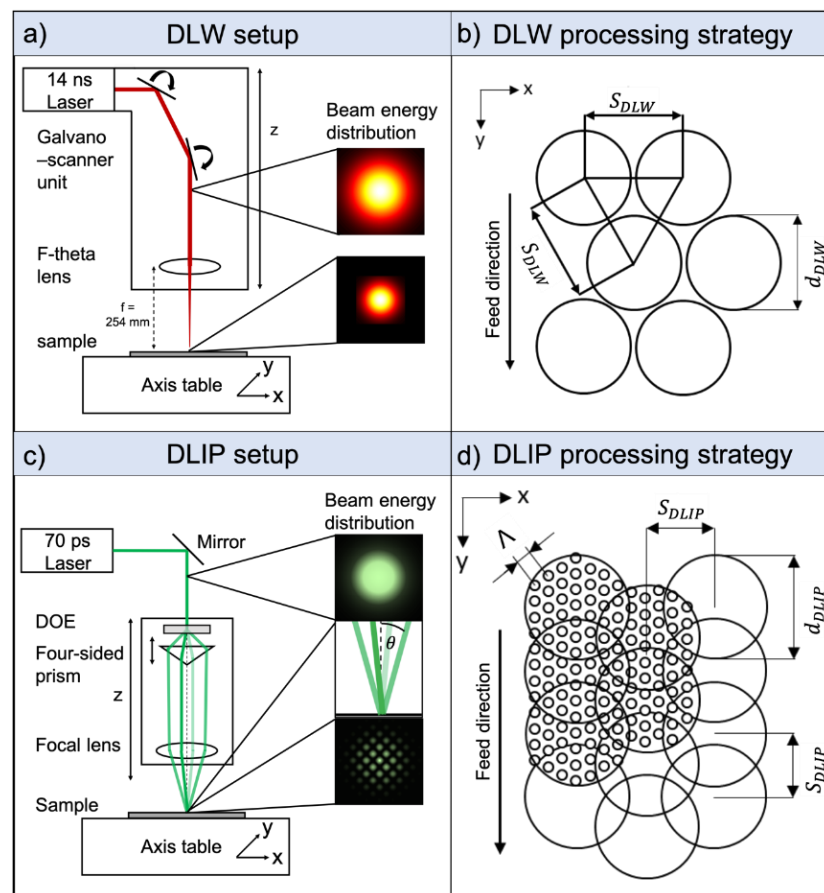 a) DLW setup
14 ns
Laser
Galvano
–scanner
unit
F-theta
lens
f =
254 mm
sample
Axis table
y
x
z
Beam energy
distribution
b) DLW processing strategy
x
y
S_DLW
S_DLW
d_DLW
Feed direction
c) DLIP setup
70 ps
Laser
Mirror
DOE
Four-sided
prism
z
Focal lens
Sample
Axis table
y
x
Beam energy
distribution
θ
d) DLIP processing strategy
x
y
Λ
S_DLIP
d_DLIP
S_DLIP
Feed direction